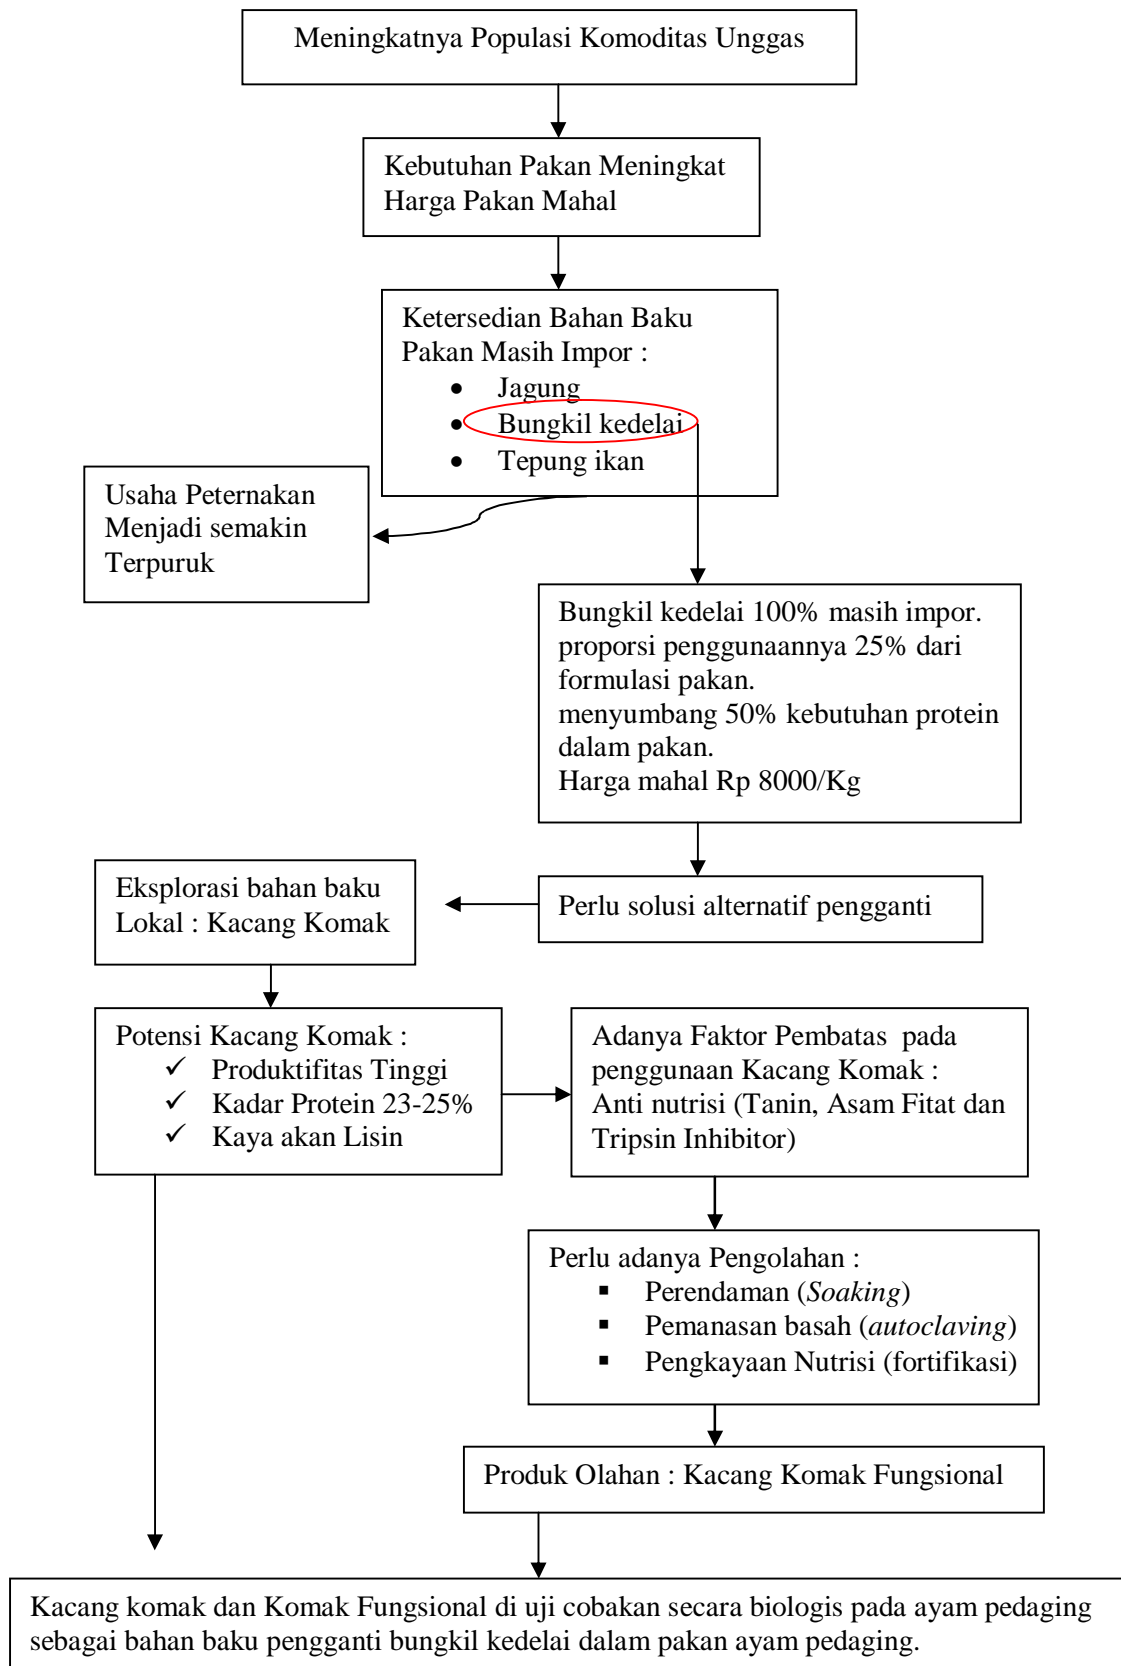 Meningkatnya Populasi Komoditas Unggas
Kebutuhan Pakan Meningkat
Harga Pakan Mahal
Ketersedian Bahan Baku
Pakan Masih Impor :
• Jagung
• Bungkil kedelai
• Tepung ikan
Usaha Peternakan
Menjadi semakin
Terpuruk
Bungkil kedelai 100% masih impor.
proporsi penggunaannya 25% dari
formulasi pakan.
menyumbang 50% kebutuhan protein
dalam pakan.
Harga mahal Rp 8000/Kg
Perlu solusi alternatif pengganti
Eksplorasi bahan baku
Lokal : Kacang Komak
Potensi Kacang Komak :
✓ Produktifitas Tinggi
✓ Kadar Protein 23-25%
✓ Kaya akan Lisin
Adanya Faktor Pembatas pada
penggunaan Kacang Komak :
Anti nutrisi (Tanin, Asam Fitat dan
Tripsin Inhibitor)
Perlu adanya Pengolahan :
▪ Perendaman (Soaking)
▪ Pemanasan basah (autoclaving)
▪ Pengkayaan Nutrisi (fortifikasi)
Produk Olahan : Kacang Komak Fungsional
Kacang komak dan Komak Fungsional di uji cobakan secara biologis pada ayam pedaging
sebagai bahan baku pengganti bungkil kedelai dalam pakan ayam pedaging.